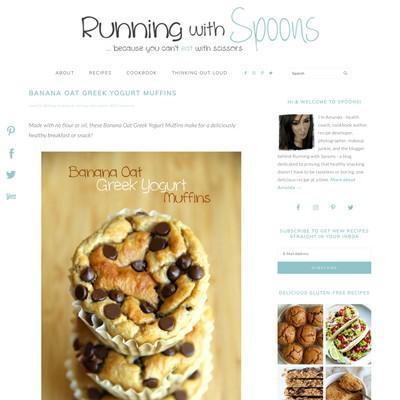 Running with Spoons
... because you can't eat with scissors
ABOUT RECIPES COOKBOOK THINKING OUT LOUD
Search
BANANA OAT GREEK YOGURT MUFFINS
Made with no flour or oil, these Banana Oat Greek Yogurt Muffins make for a deliciously
healthy breakfast or snack!
Banana Oat
Greek Yogurt
Muffins
HI & WELCOME TO SPOONS!
I'm Amanda - health
coach, cookbook author
recipe developer,
photographer, makeup
junkie, and the blogger
behind Running with Spoons - a blog
dedicated to proving that healthy snacking
doesn't have to be tasteless or boring, one
delicious recipe at a time. More about
Amanda
SUBSCRIBE TO GET NEW RECIPES
STRAIGHT IN YOUR INBOX
E-Mail Address
SUBSCRIBE
DELICIOUS GLUTEN-FREE RECIPES